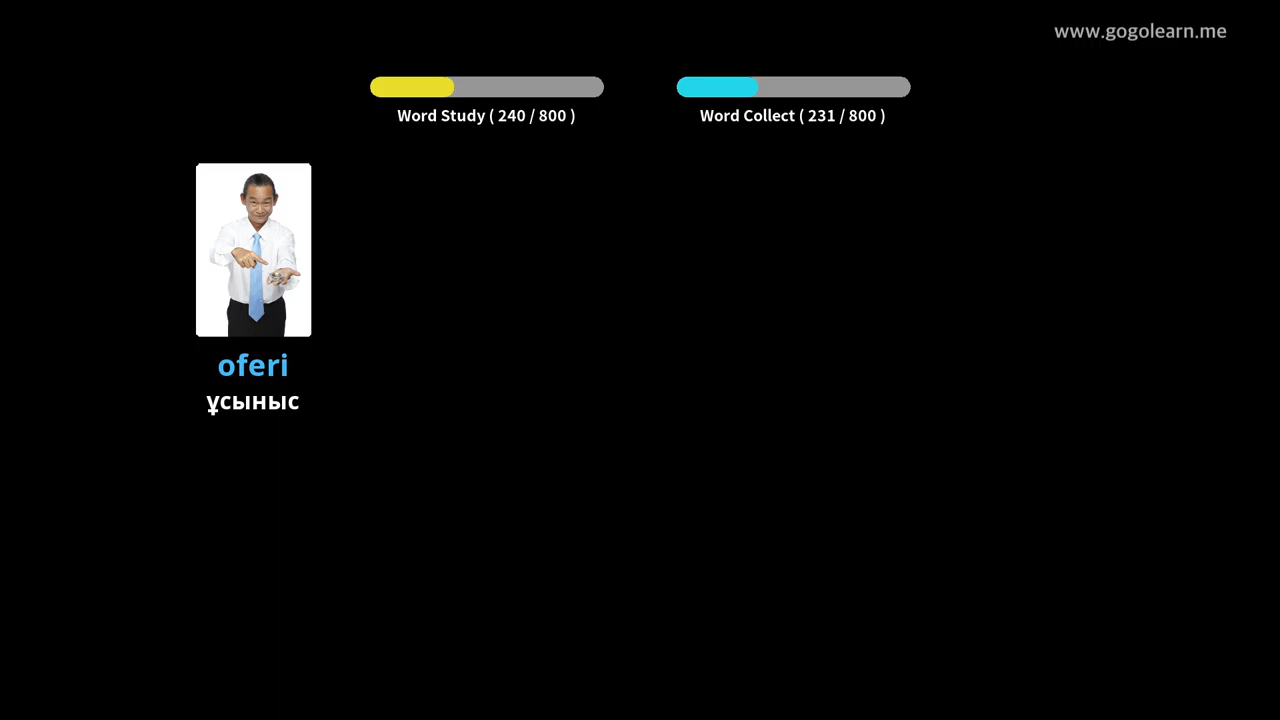 www.gogolearn.me
Word Study ( 240 / 800 )
Word Collect ( 231 / 800 )
oferi
ұсыныс